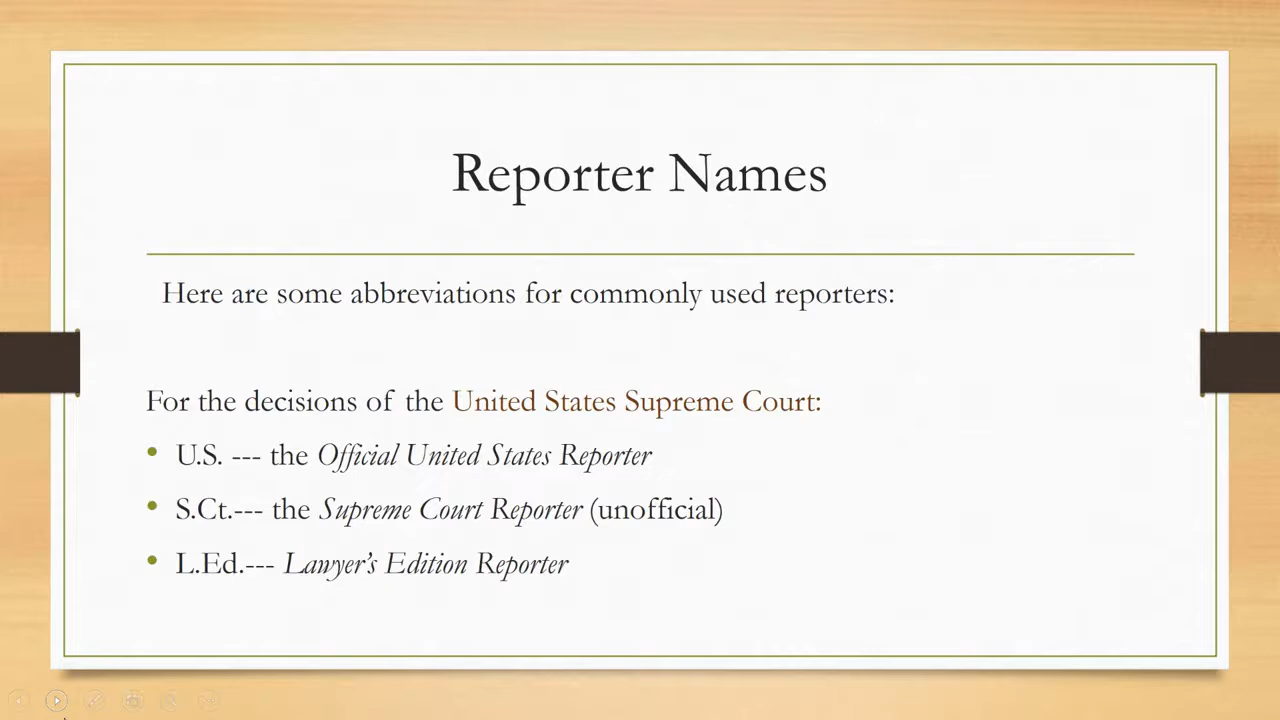 Reporter Names
Here are some abbreviations for commonly used reporters:
For the decisions of the United States Supreme Court:
• U.S. --- the Official United States Reporter
• S.Ct.--- the Supreme Court Reporter (unofficial)
• L.Ed.--- Lawyer’s Edition Reporter